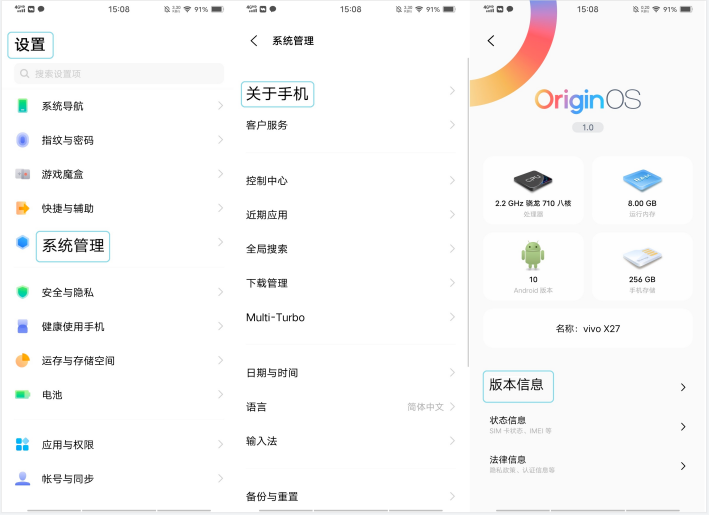 15:08
91%
设置
搜索设置项
系统导航
指纹与密码
游戏魔盒
快捷与辅助
系统管理
安全与隐私
健康使用手机
运存与存储空间
电池
应用与权限
帐号与同步
15:08
91%
系统管理
关于手机
客户服务
控制中心
近期应用
全局搜索
下载管理
Multi-Turbo
日期与时间
语言 简体中文
输入法
备份与重置
15:08
91%
OriginOS
1.0
CPU
2.2 GHz 骁龙 710 八核
处理器
RAM
8.00 GB
运行内存
10
Android 版本
256 GB
手机存储
名称: vivo X27
版本信息
状态信息
SIM 卡状态、IMEI 等
法律信息
隐私政策、认证信息等